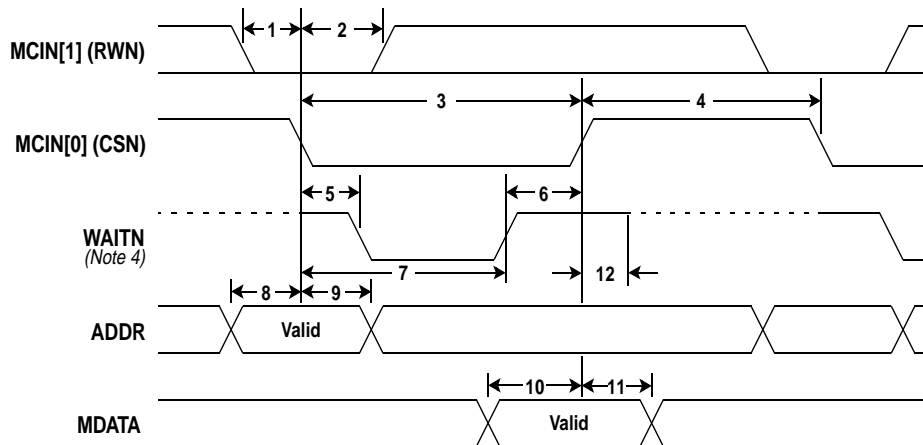 1 2
MCIN[1] (RWN)
3 4
MCIN[0] (CSN)
5 6
WAITN
(Note 4)
7 12
8 9
ADDR Valid
10 11
MDATA Valid